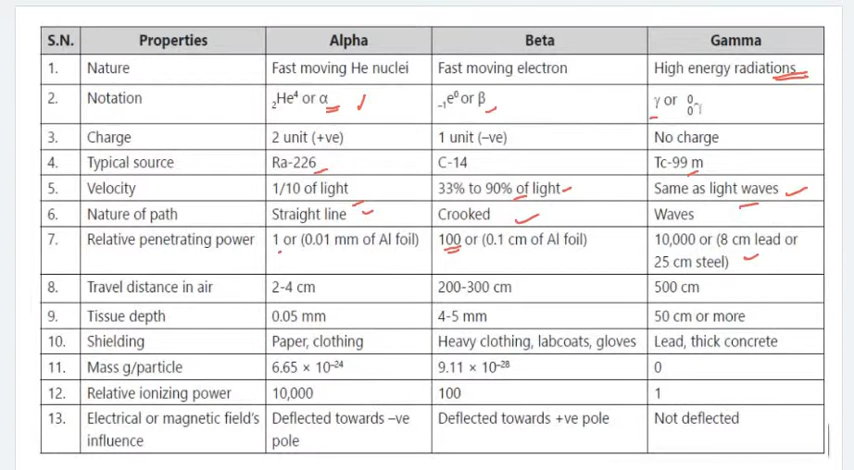 S.N. Properties Alpha Beta Gamma
1. Nature Fast moving He nuclei Fast moving electron High energy radiations
2. Notation ₂He⁴ or α ₋₁e⁰ or β γ or ⁰₀γ
3. Charge 2 unit (+ve) 1 unit (–ve) No charge
4. Typical source Ra-226 C-14 Tc-99 m
5. Velocity 1/10 of light 33% to 90% of light Same as light waves
6. Nature of path Straight line Crooked Waves
7. Relative penetrating power 1 or (0.01 mm of Al foil) 100 or (0.1 cm of Al foil) 10,000 or (8 cm lead or
25 cm steel)
8. Travel distance in air 2-4 cm 200-300 cm 500 cm
9. Tissue depth 0.05 mm 4-5 mm 50 cm or more
10. Shielding Paper, clothing Heavy clothing, labcoats, gloves Lead, thick concrete
11. Mass g/particle 6.65 × 10⁻²⁴ 9.11 × 10⁻²⁸ 0
12. Relative ionizing power 10,000 100 1
13. Electrical or magnetic field's Deflected towards –ve Deflected towards +ve pole Not deflected
influence pole